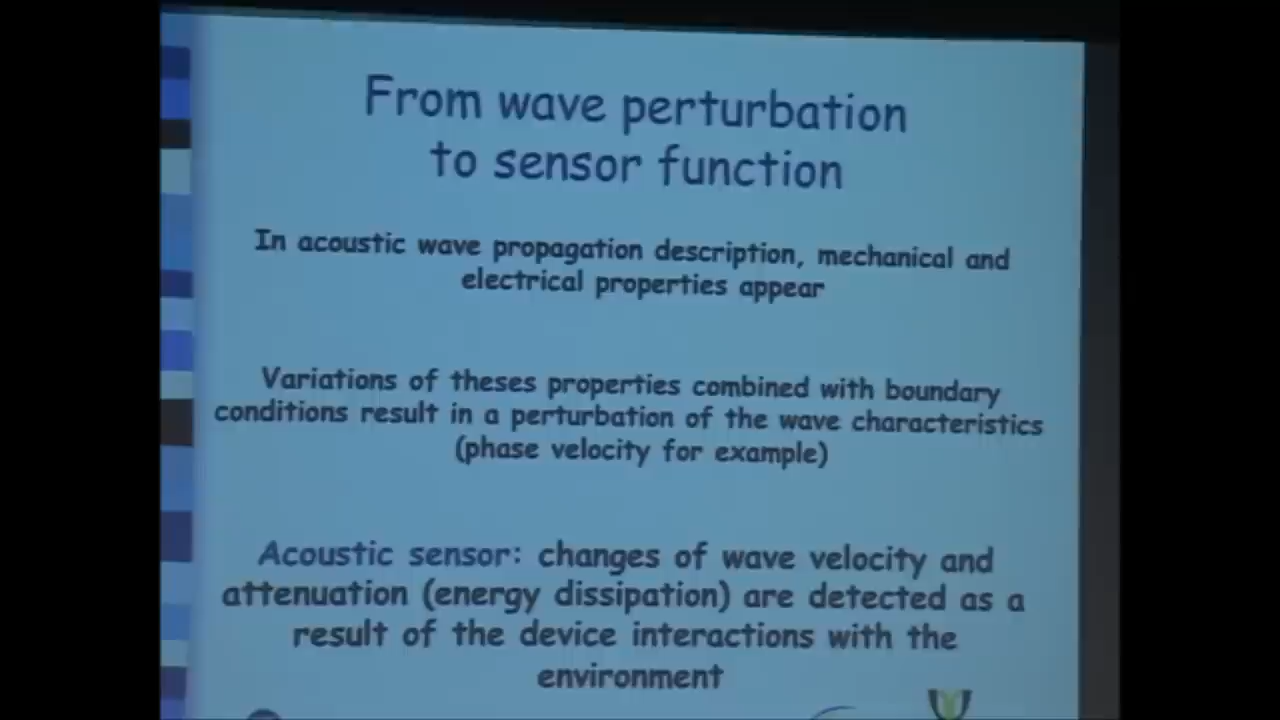 From wave perturbation
to sensor function
In acoustic wave propagation description, mechanical and
electrical properties appear
Variations of theses properties combined with boundary
conditions result in a perturbation of the wave characteristics
(phase velocity for example)
Acoustic sensor: changes of wave velocity and
attenuation (energy dissipation) are detected as a
result of the device interactions with the
environment